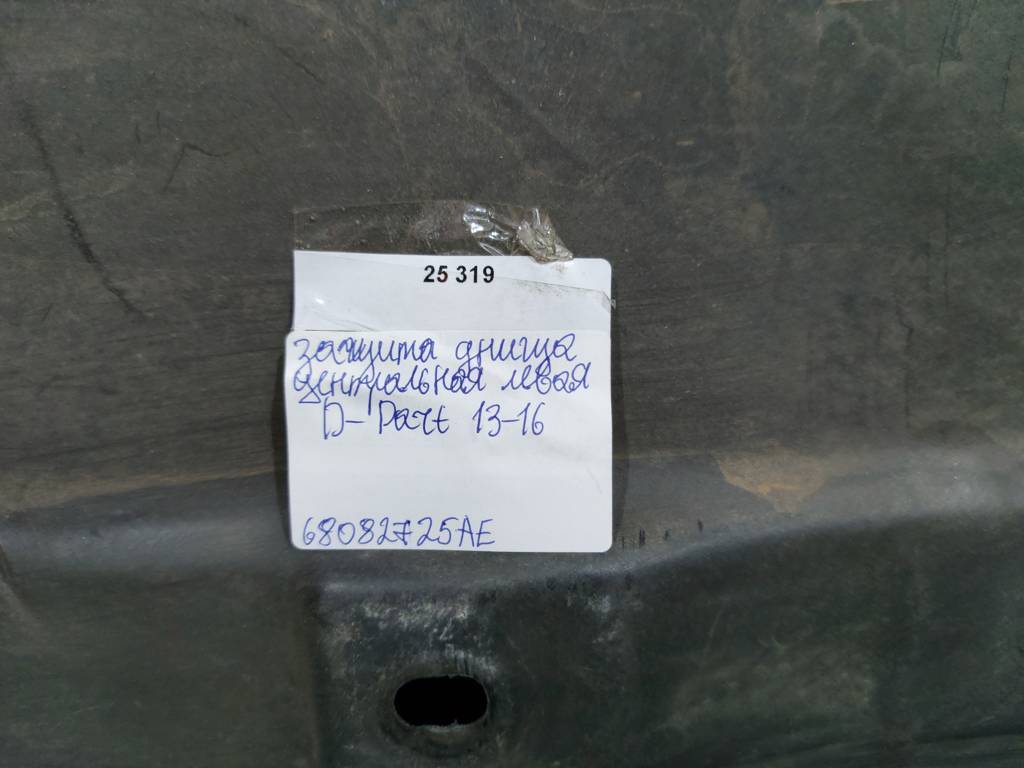 25 319
защита днища
центральная левая
D-Part 13-16
68082725AE